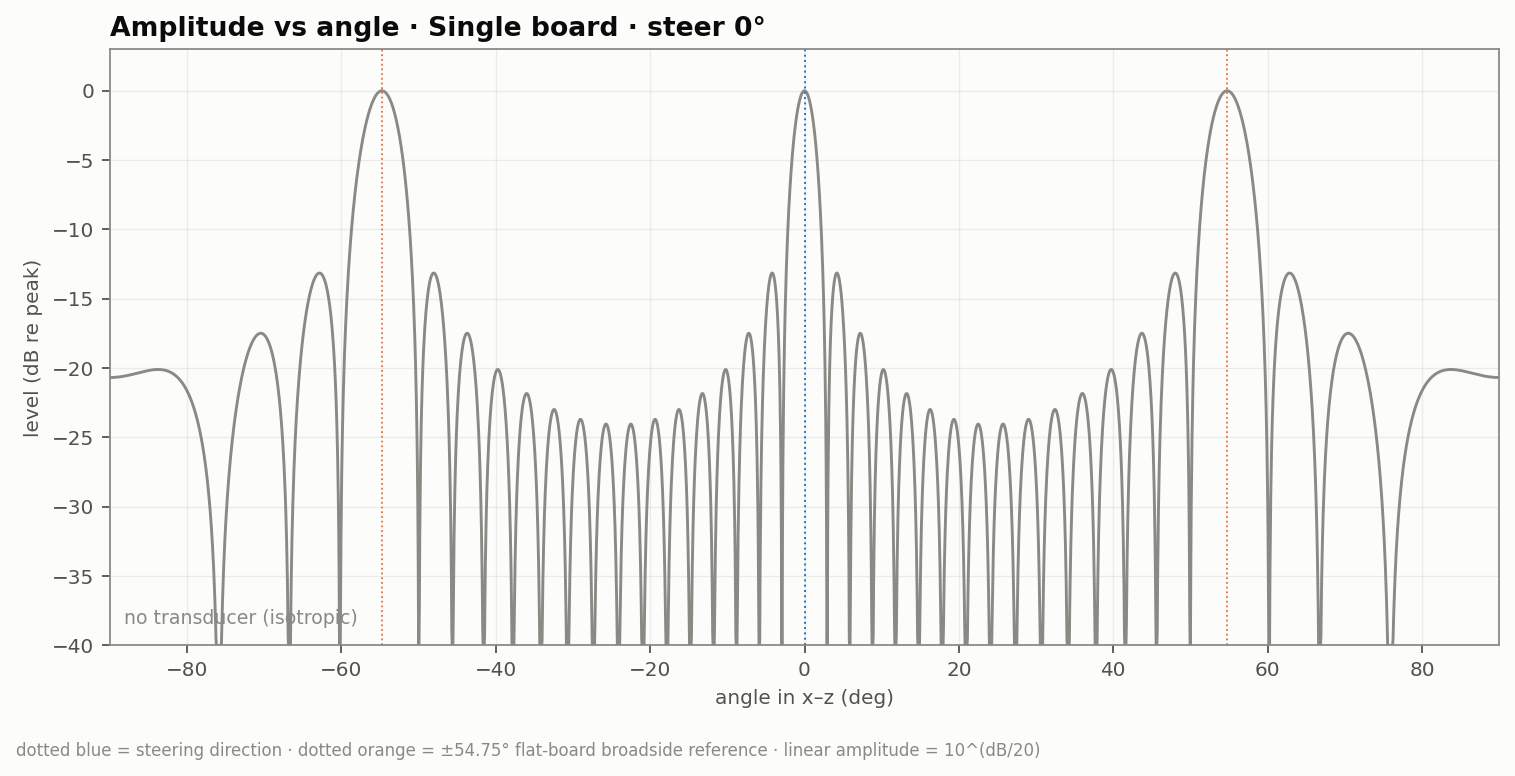 Amplitude vs angle · Single board · steer 0°
0
−5
−10
−15
−20
−25
−30
−35
−40
level (dB re peak)
no transducer (isotropic)
−80 −60 −40 −20 0 20 40 60 80
angle in x–z (deg)
dotted blue = steering direction · dotted orange = ±54.75° flat-board broadside reference · linear amplitude = 10^(dB/20)